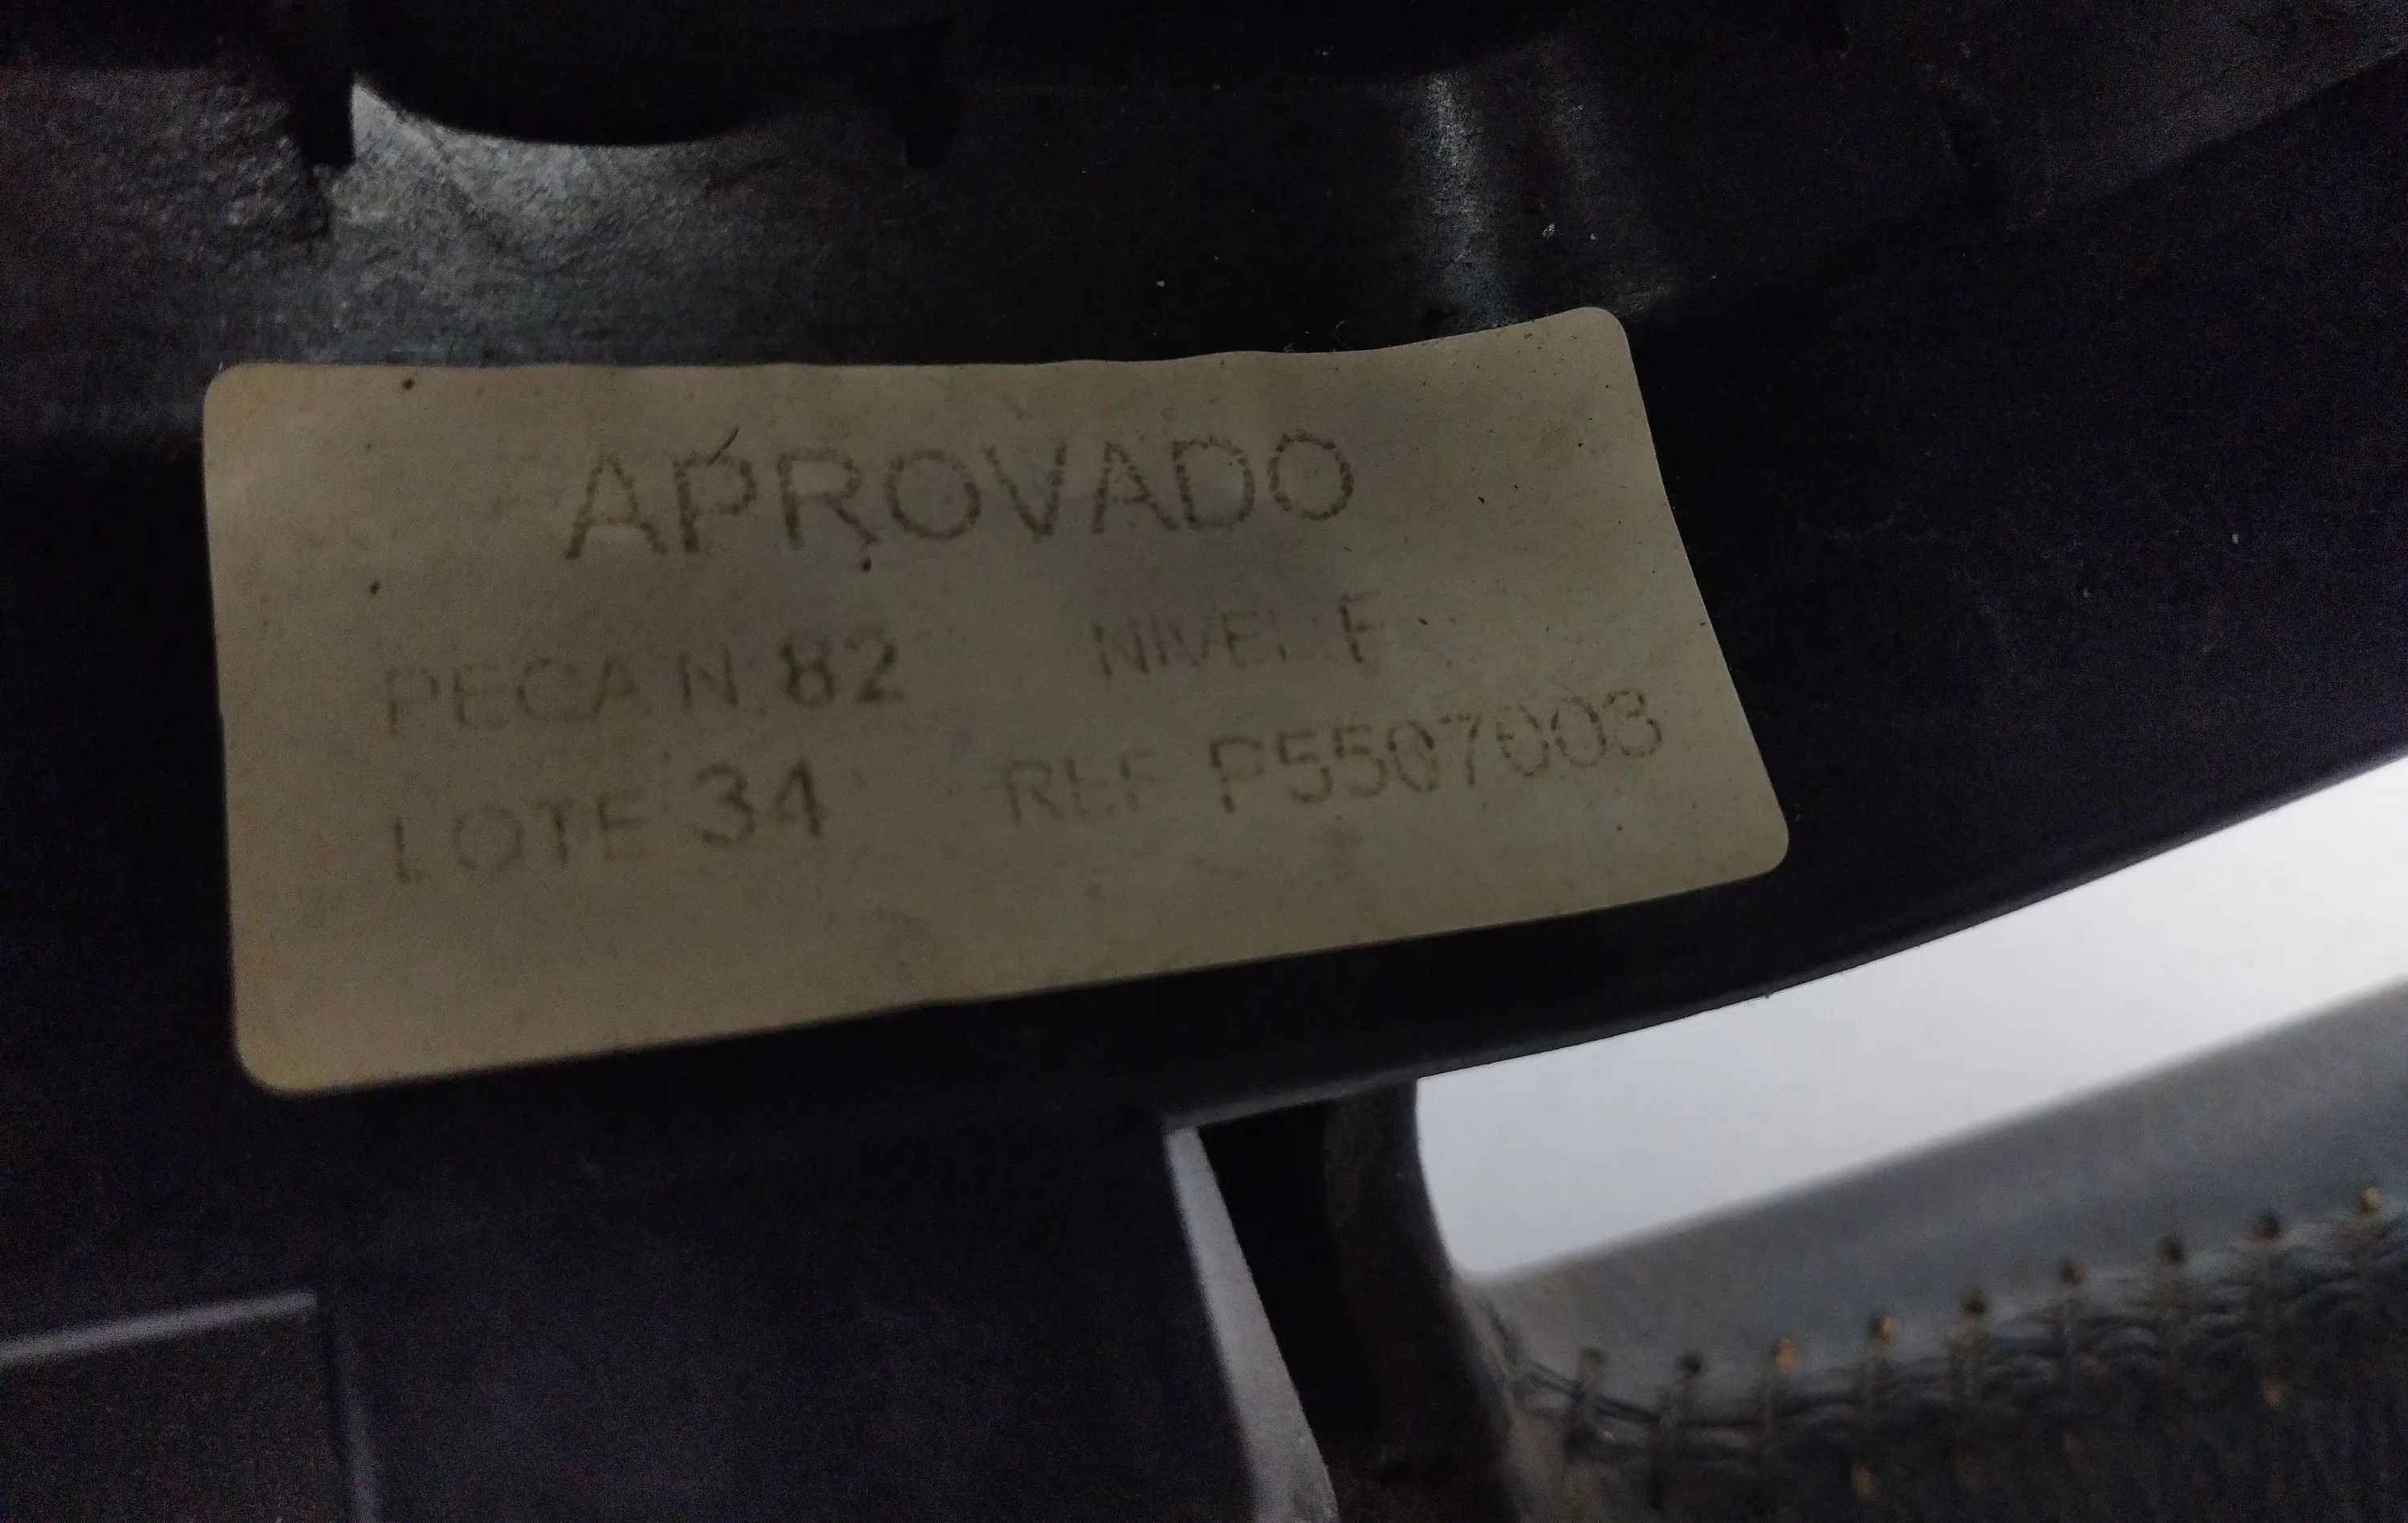 APROVADO
PECA N. 82 NIVEL F
LOTE 34 REF P5507003